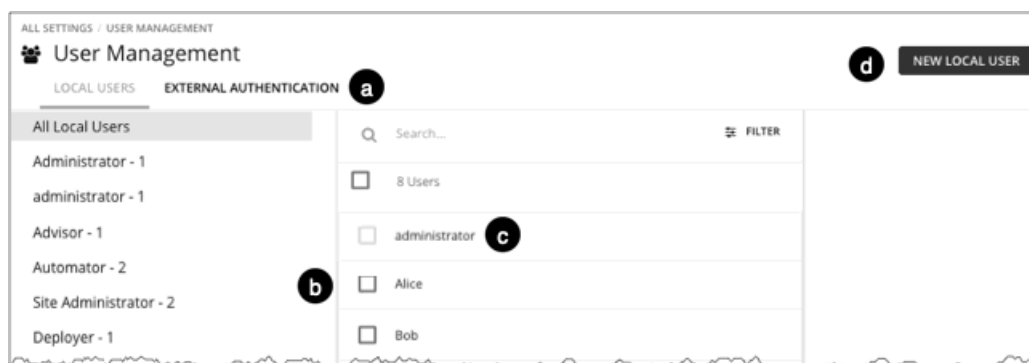 ALL SETTINGS / USER MANAGEMENT
User Management
d
NEW LOCAL USER
LOCAL USERS
EXTERNAL AUTHENTICATION
a
All Local Users
Administrator - 1
administrator - 1
Advisor - 1
Automator - 2
Site Administrator - 2
Deployer - 1
b
Search...
FILTER
8 Users
administrator
c
Alice
Bob